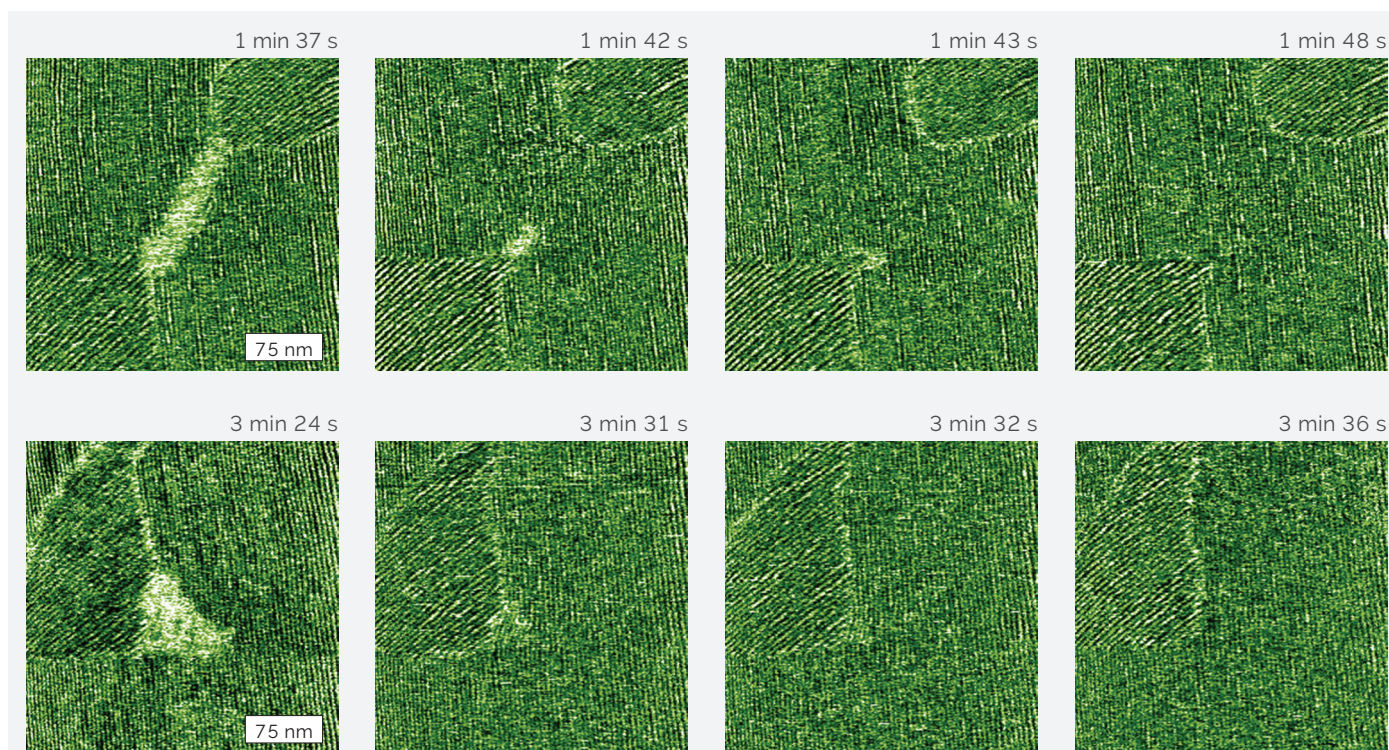 1 min 37 s
1 min 42 s
1 min 43 s
1 min 48 s
75 nm
3 min 24 s
3 min 31 s
3 min 32 s
3 min 36 s
75 nm